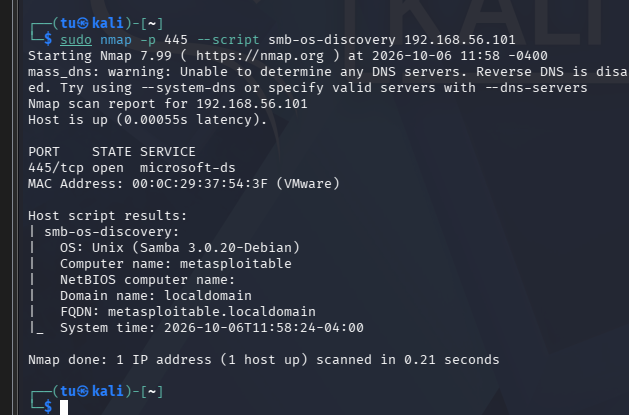 ┌──(tu㉿kali)-[~]
└─$ sudo nmap -p 445 --script smb-os-discovery 192.168.56.101
Starting Nmap 7.99 ( https://nmap.org ) at 2026-10-06 11:58 -0400
mass_dns: warning: Unable to determine any DNS servers. Reverse DNS is disa
ed. Try using --system-dns or specify valid servers with --dns-servers
Nmap scan report for 192.168.56.101
Host is up (0.00055s latency).

PORT    STATE SERVICE
445/tcp open  microsoft-ds
MAC Address: 00:0C:29:37:54:3F (VMware)

Host script results:
| smb-os-discovery:
|   OS: Unix (Samba 3.0.20-Debian)
|   Computer name: metasploitable
|   NetBIOS computer name:
|   Domain name: localdomain
|   FQDN: metasploitable.localdomain
|_  System time: 2026-10-06T11:58:24-04:00

Nmap done: 1 IP address (1 host up) scanned in 0.21 seconds

┌──(tu㉿kali)-[~]
└─$